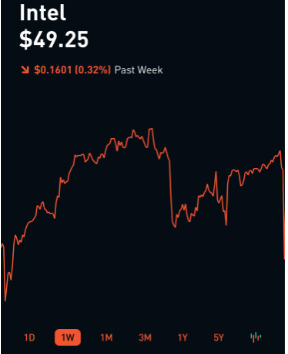 Intel
$49.25
$0.1601 (0.32%) Past Week
1D 1W 1M 3M 1Y 5Y